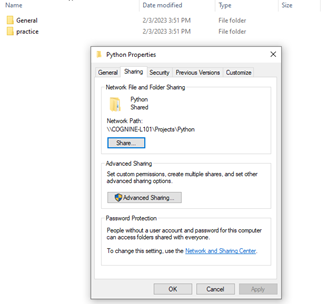 Name Date modified Type Size
General 2/3/2023 3:51 PM File folder
practice 2/3/2023 3:51 PM File folder
Python Properties
General Sharing Security Previous Versions Customize
Network File and Folder Sharing
Python
Shared
Network Path:
\\COGNINE-L101\Projects\Python
Share...
Advanced Sharing
Set custom permissions, create multiple shares, and set other
advanced sharing options.
Advanced Sharing...
Password Protection
People without a user account and password for this computer
can access folders shared with everyone.
To change this setting, use the Network and Sharing Center.
OK Cancel Apply